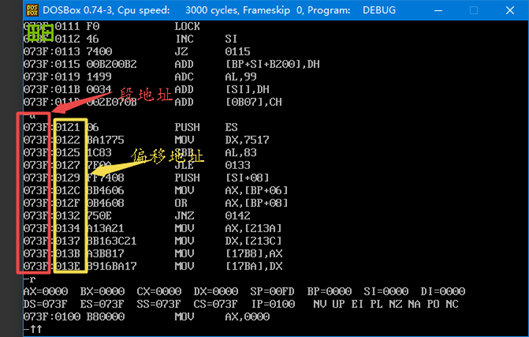 DOSBox 0.74-3, Cpu speed: 3000 cycles, Frameskip 0, Program: DEBUG
073F:0111 F0 LOCK
073F:0112 46 INC SI
073F:0113 7400 JZ 0115
073F:0115 00B200B2 ADD [BP+SI+B200],DH
073F:0119 1499 ADC AL,99
073F:011B 0034 ADD [SI],DH
073F:011D 002E070B ADD [0B07],CH
-u
段地址
073F:0121 06 PUSH ES
073F:0122 BA1775 MOV DX,7517
073F:0125 1C83 SBB AL,83
偏移地址
073F:0127 7E00 JLE 0133
073F:0129 FF7408 PUSH [SI+08]
073F:012C 8B4606 MOV AX,[BP+06]
073F:012F 0B4608 OR AX,[BP+08]
073F:0132 750E JNZ 0142
073F:0134 A13A21 MOV AX,[213A]
073F:0137 8B163C21 MOV DX,[213C]
073F:013B A3B817 MOV [17B8],AX
073F:013E 8916BA17 MOV [17BA],DX
-r
AX=0000 BX=0000 CX=0000 DX=0000 SP=00FD BP=0000 SI=0000 DI=0000
DS=073F ES=073F SS=073F CS=073F IP=0100 NV UP EI PL NZ NA PO NC
073F:0100 B80000 MOV AX,0000
-↑↑